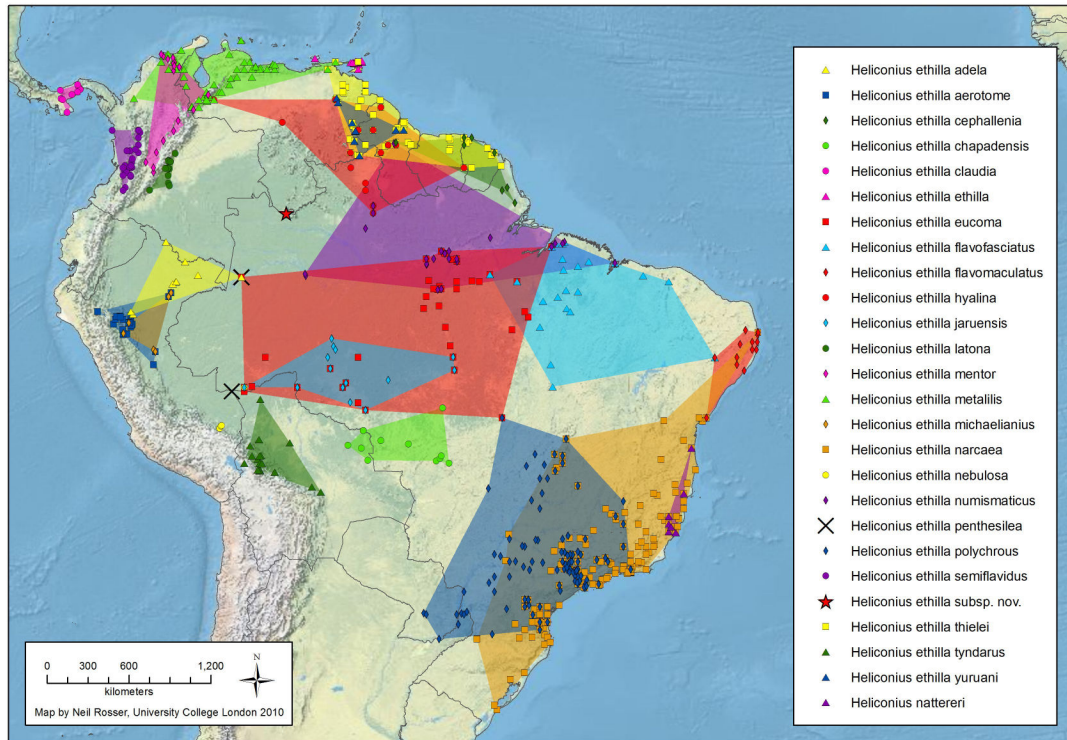 Heliconius ethilla adela
Heliconius ethilla aerotome
Heliconius ethilla cephallenia
Heliconius ethilla chapadensis
Heliconius ethilla claudia
Heliconius ethilla ethilla
Heliconius ethilla eucoma
Heliconius ethilla flavofasciatus
Heliconius ethilla flavomaculatus
Heliconius ethilla hyalina
Heliconius ethilla jaruensis
Heliconius ethilla latona
Heliconius ethilla mentor
Heliconius ethilla metalilis
Heliconius ethilla michaelianius
Heliconius ethilla narcaea
Heliconius ethilla nebulosa
Heliconius ethilla numismaticus
Heliconius ethilla penthesilea
Heliconius ethilla polychrous
Heliconius ethilla semiflavidus
Heliconius ethilla subsp. nov.
Heliconius ethilla thielei
Heliconius ethilla tyndarus
Heliconius ethilla yuruani
Heliconius nattereri
N
0 300 600 1,200
kilometers
Map by Neil Rosser, University College London 2010